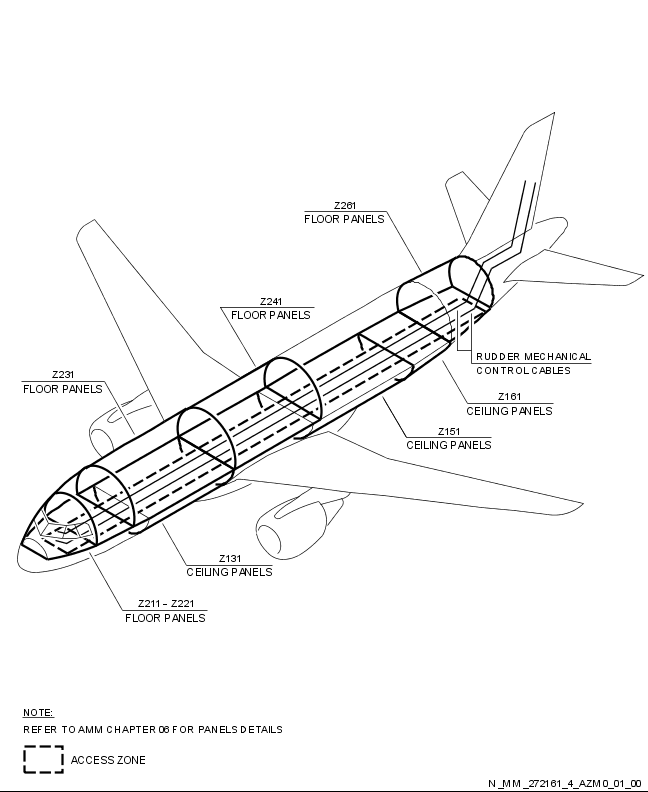 Z261
FLOOR PANELS
Z241
FLOOR PANELS
Z231
FLOOR PANELS
RUDDER MECHANICAL
CONTROL CABLES
Z161
CEILING PANELS
Z151
CEILING PANELS
Z131
CEILING PANELS
Z211 - Z221
FLOOR PANELS
NOTE:
REFER TO AMM CHAPTER 06 FOR PANELS DETAILS
ACCESS ZONE
N_MM_272161_4_AZM0_01_00